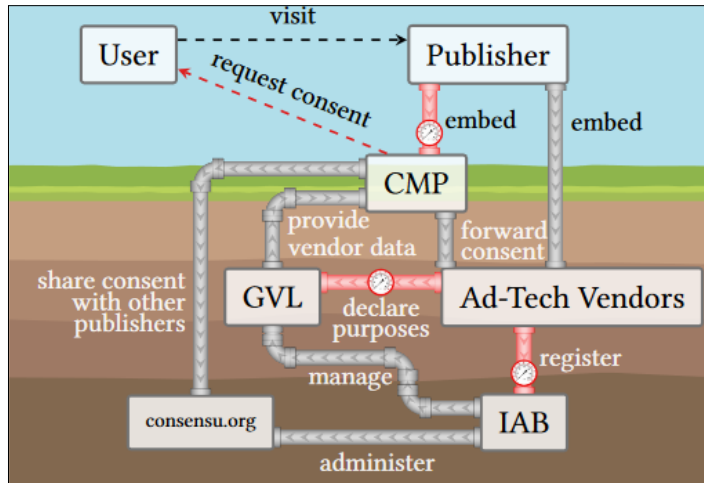 visit
User
Publisher
request consent
embed
embed
CMP
provide
vendor data
forward
consent
share consent
with other
publishers
GVL
declare
purposes
Ad-Tech Vendors
manage
register
consensu.org
IAB
administer